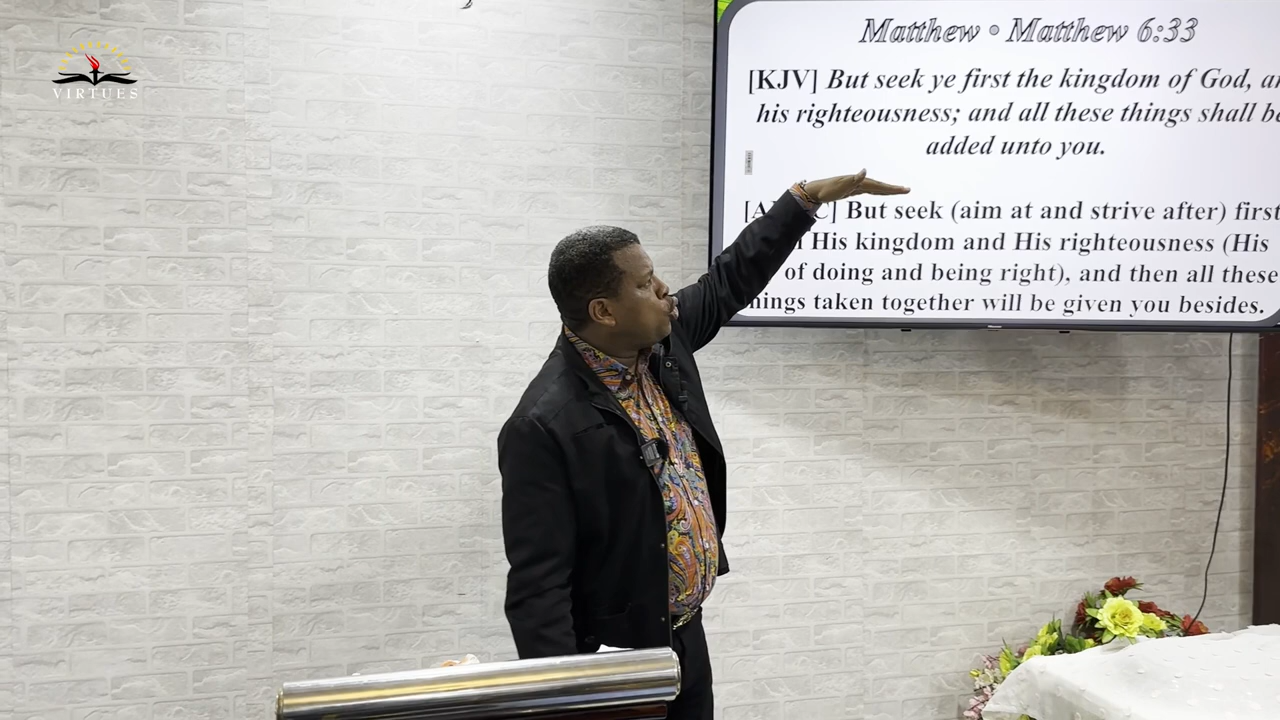 VIRTUES
Matthew • Matthew 6:33
[KJV] But seek ye first the kingdom of God,
his righteousness; and all these things shall
added unto you.
But seek (aim at and strive after) first
His kingdom and His righteousness (His
of doing and being right), and then all these
taken together will be given you besides.